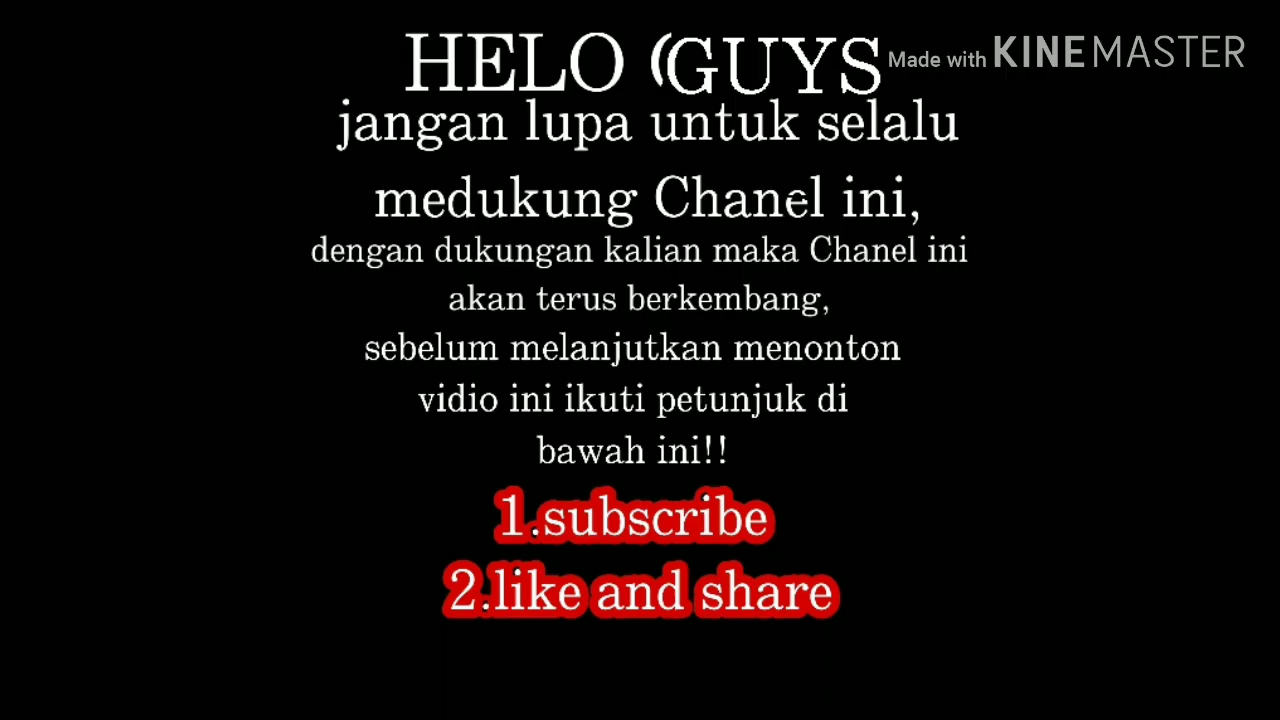 HELO (GUYS
Made with KINEMASTER
jangan lupa untuk selalu
medukung Chanel ini,
dengan dukungan kalian maka Chanel ini
akan terus berkembang,
sebelum melanjutkan menonton
vidio ini ikuti petunjuk di
bawah ini!!
1.subscribe
2.like and share